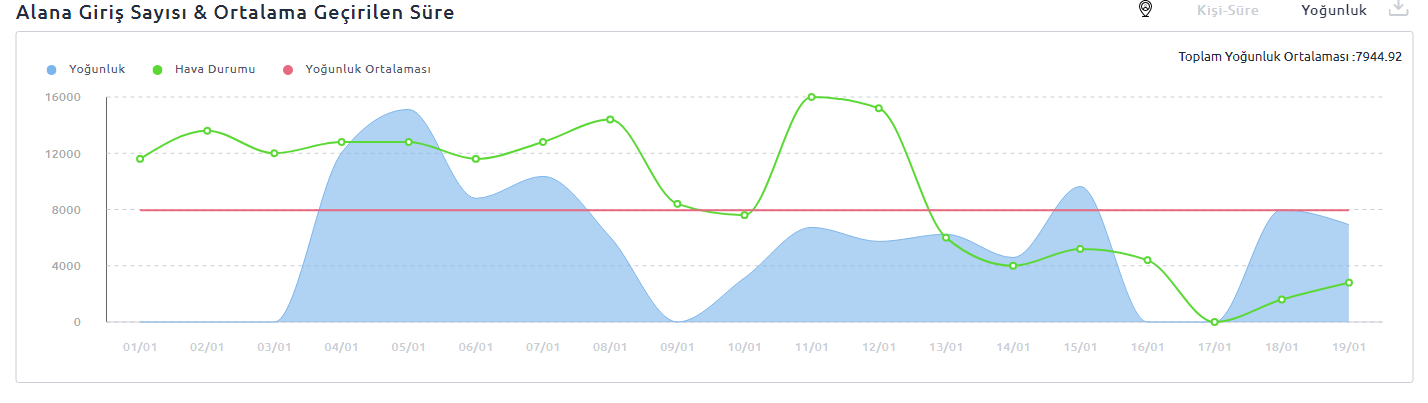 Alana Giriş Sayısı & Ortalama Geçirilen Süre
Kişi-Süre Yoğunluk
Toplam Yoğunluk Ortalaması :7944.92
Yoğunluk Hava Durumu Yoğunluk Ortalaması
16000
12000
8000
4000
0
01/01 02/01 03/01 04/01 05/01 06/01 07/01 08/01 09/01 10/01 11/01 12/01 13/01 14/01 15/01 16/01 17/01 18/01 19/01